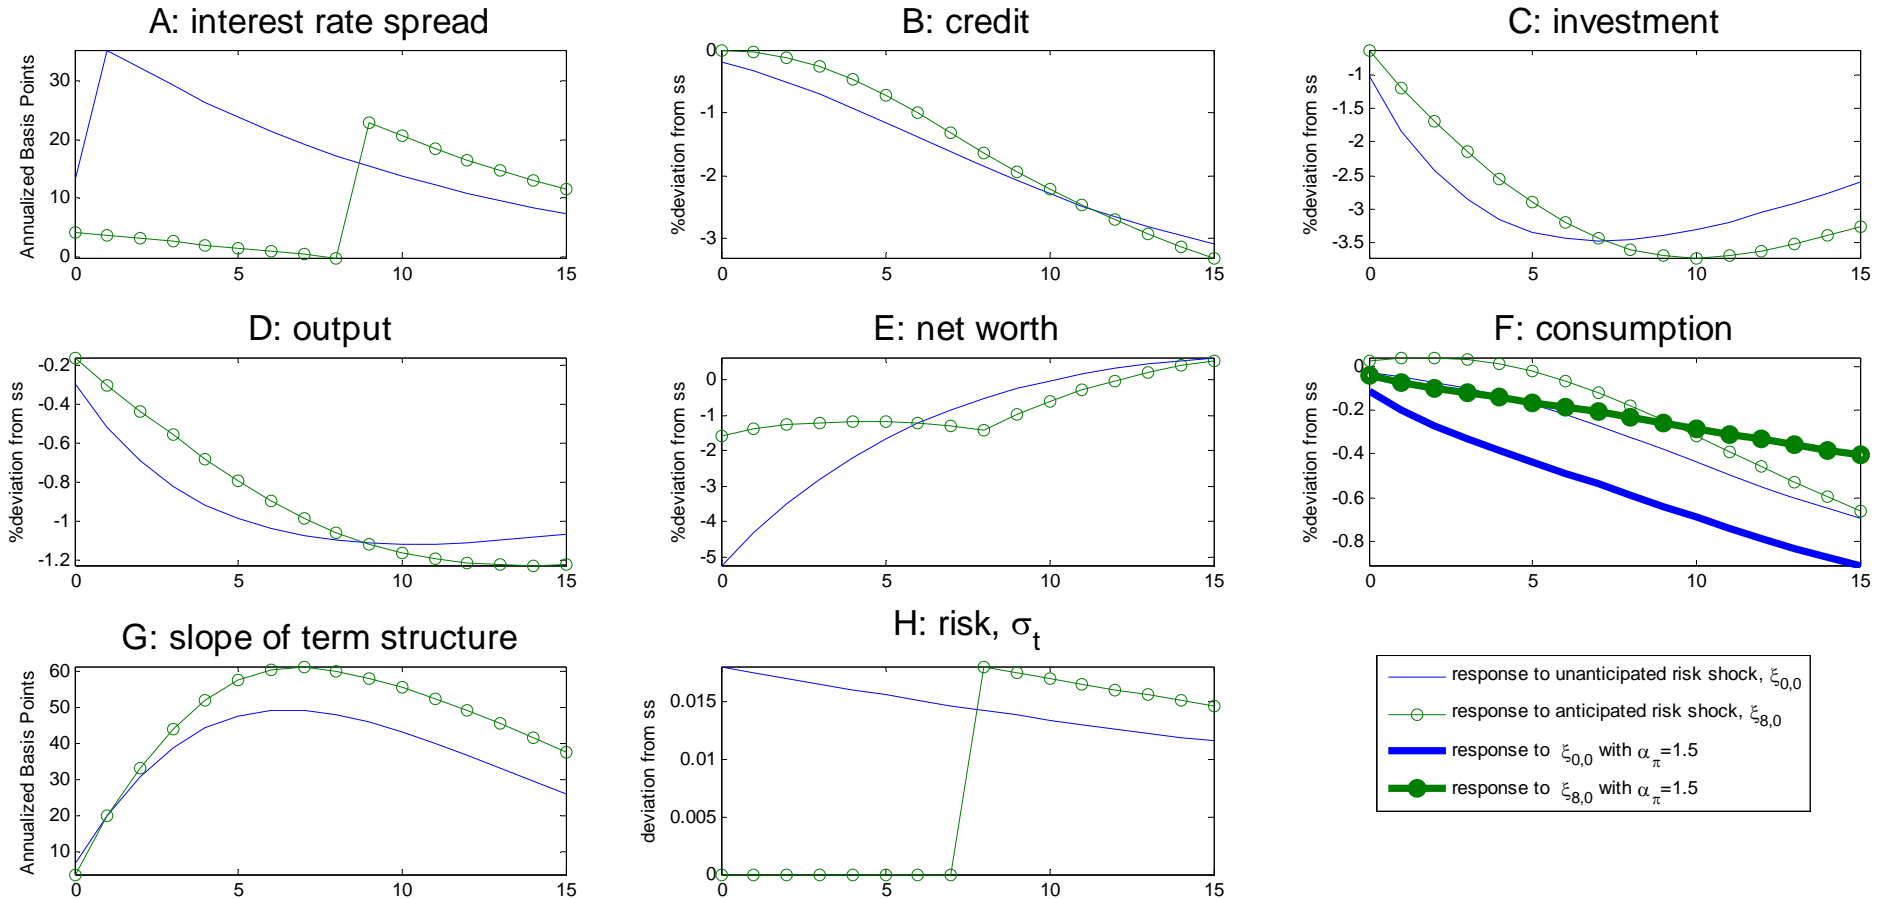 A: interest rate spread
Annualized Basis Points
30
20
10
0
0 5 10 15
B: credit
%deviation from ss
0
-1
-2
-3
0 5 10 15
C: investment
%deviation from ss
-1
-1.5
-2
-2.5
-3
-3.5
0 5 10 15
D: output
%deviation from ss
-0.2
-0.4
-0.6
-0.8
-1
-1.2
0 5 10 15
E: net worth
%deviation from ss
0
-1
-2
-3
-4
-5
0 5 10 15
F: consumption
%deviation from ss
0
-0.2
-0.4
-0.6
-0.8
0 5 10 15
G: slope of term structure
Annualized Basis Points
60
50
40
30
20
10
0 5 10 15
H: risk, σ_t
deviation from ss
0.015
0.01
0.005
0
0 5 10 15
response to unanticipated risk shock, ξ_0,0
response to anticipated risk shock, ξ_8,0
response to ξ_0,0 with α_π=1.5
response to ξ_8,0 with α_π=1.5